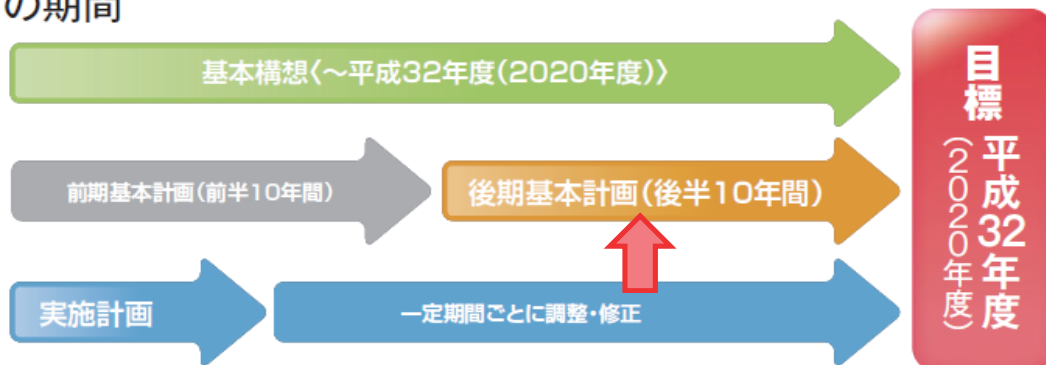 の期間
基本構想〈～平成32年度(2020年度)〉
前期基本計画(前半10年間)
後期基本計画(後半10年間)
実施計画
一定期間ごとに調整・修正
目標 平成32年度
(2020年度)